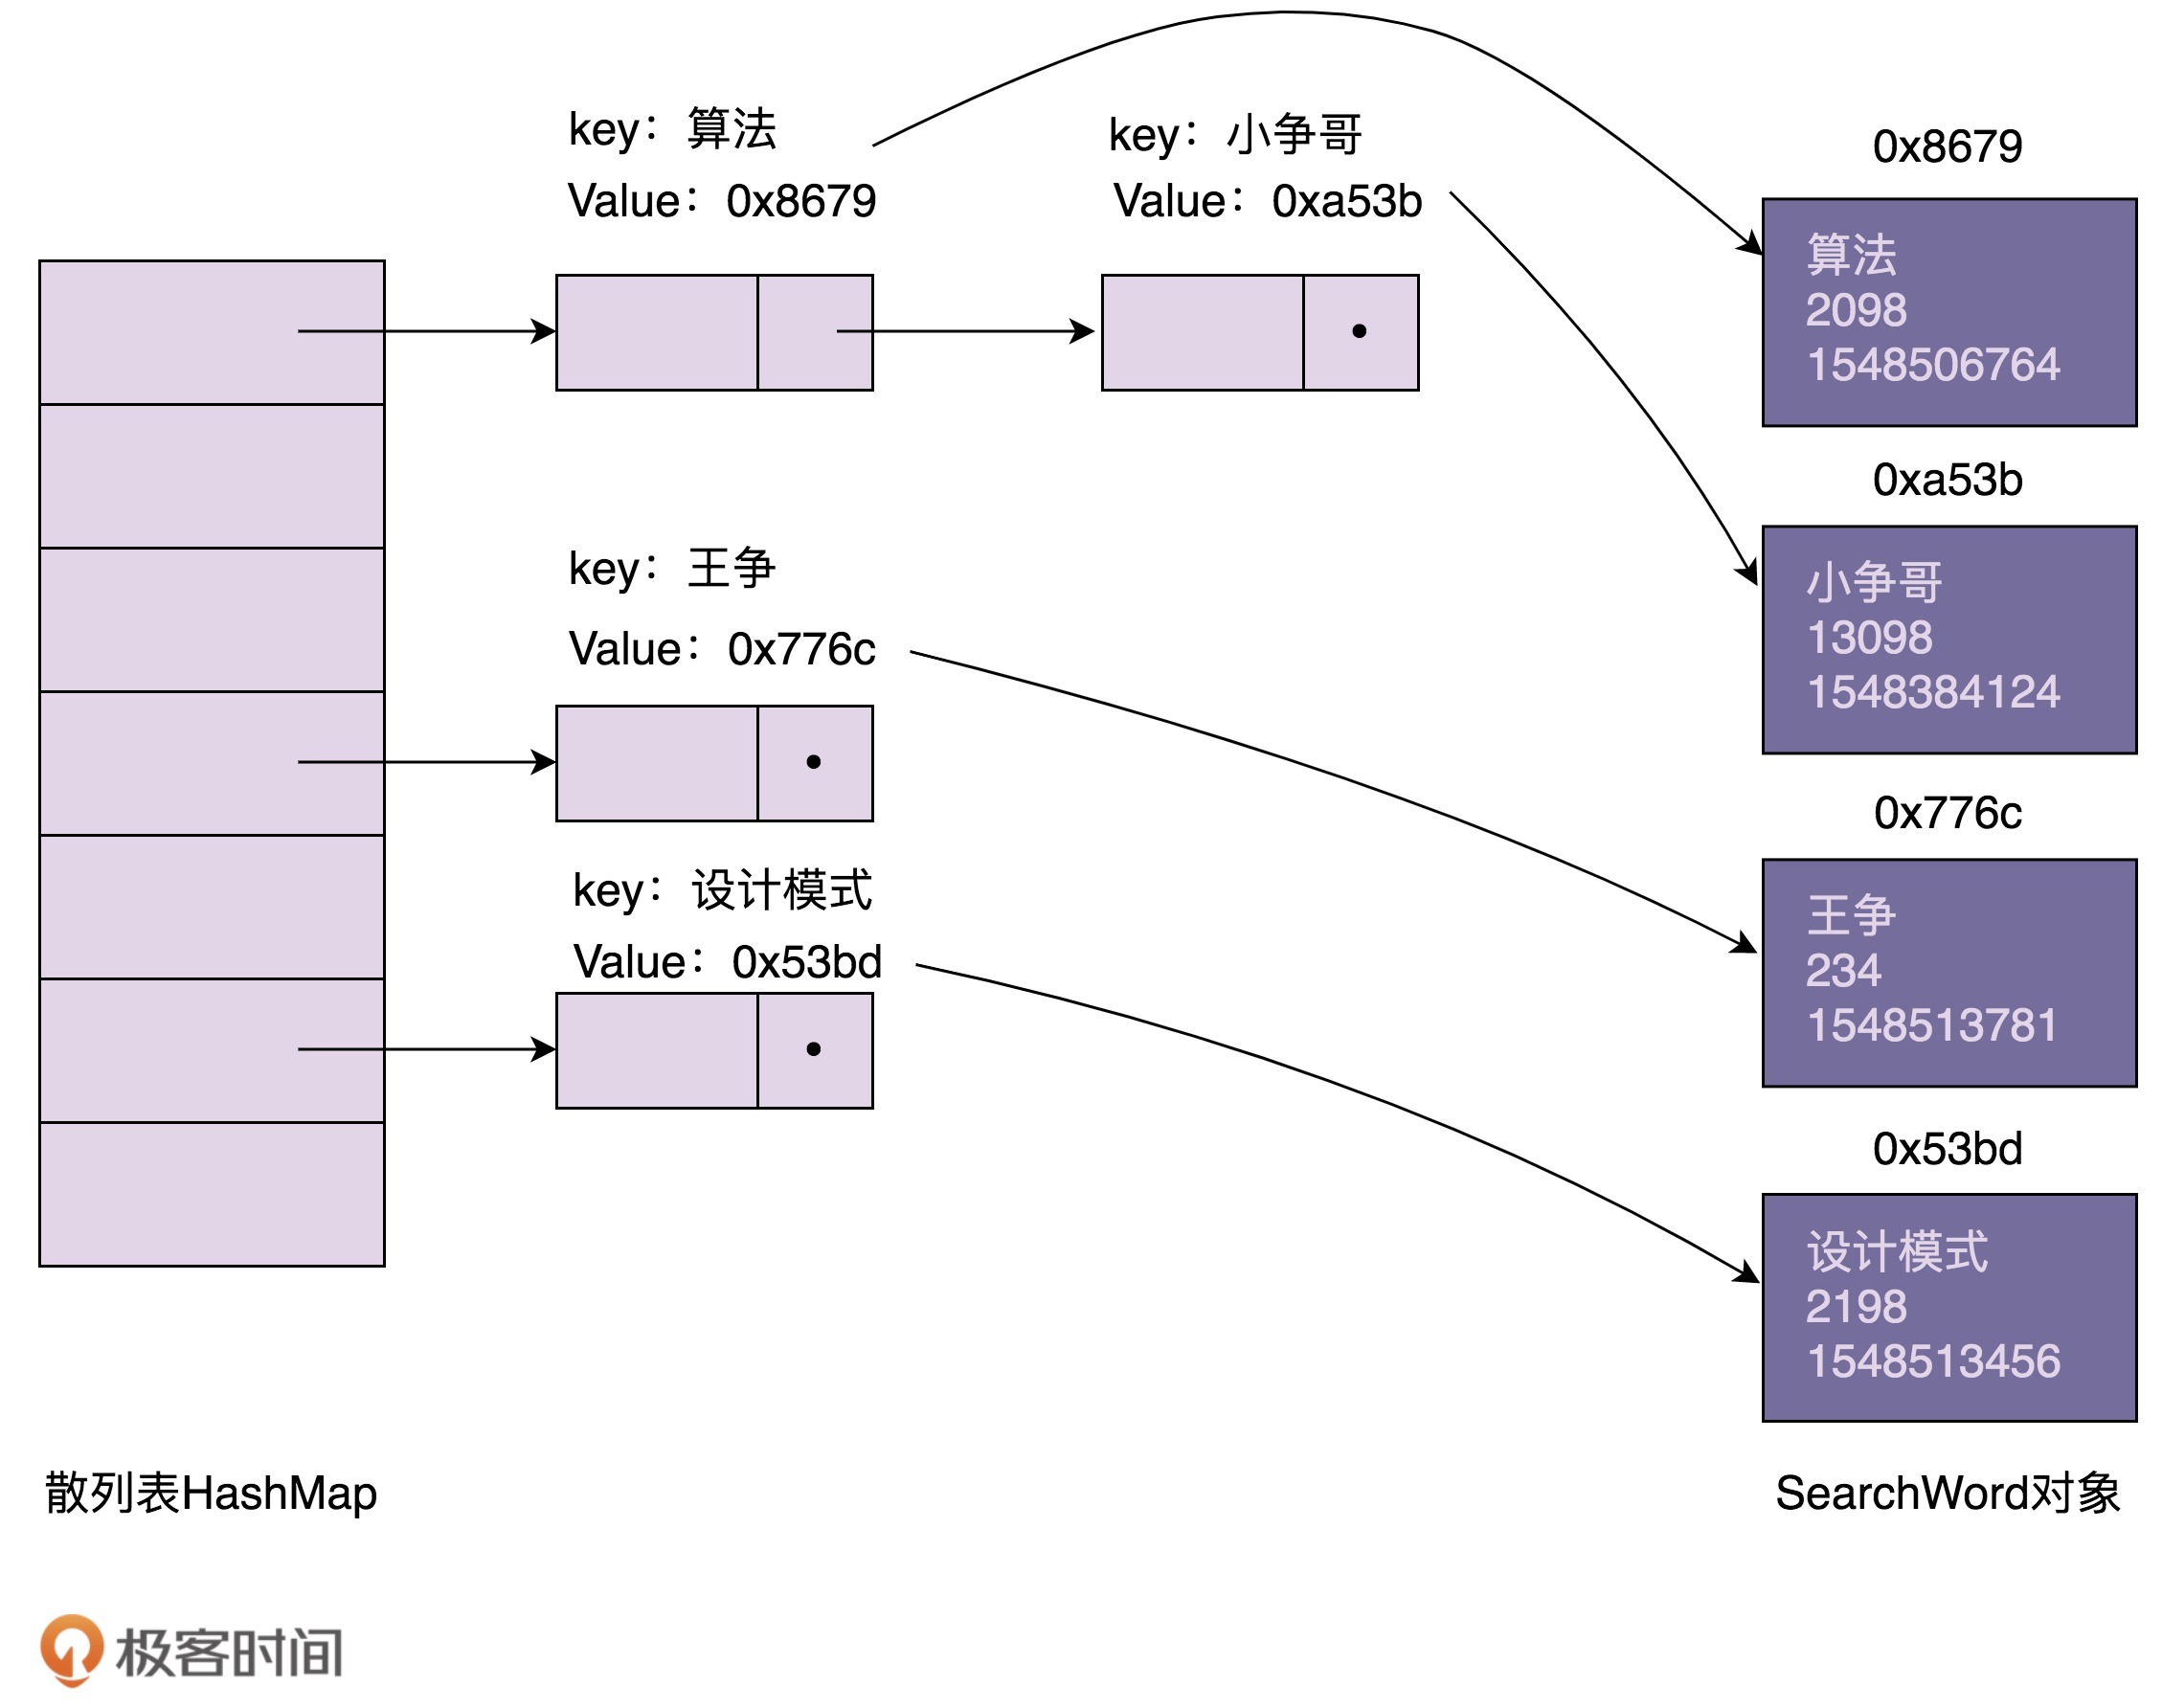 key：算法
Value：0x8679
key：小争哥
Value：0xa53b
0x8679
算法
2098
1548506764
0xa53b
小争哥
13098
1548384124
key：王争
Value：0x776c
0x776c
王争
234
1548513781
key：设计模式
Value：0x53bd
0x53bd
设计模式
2198
1548513456
散列表HashMap
SearchWord对象
极客时间